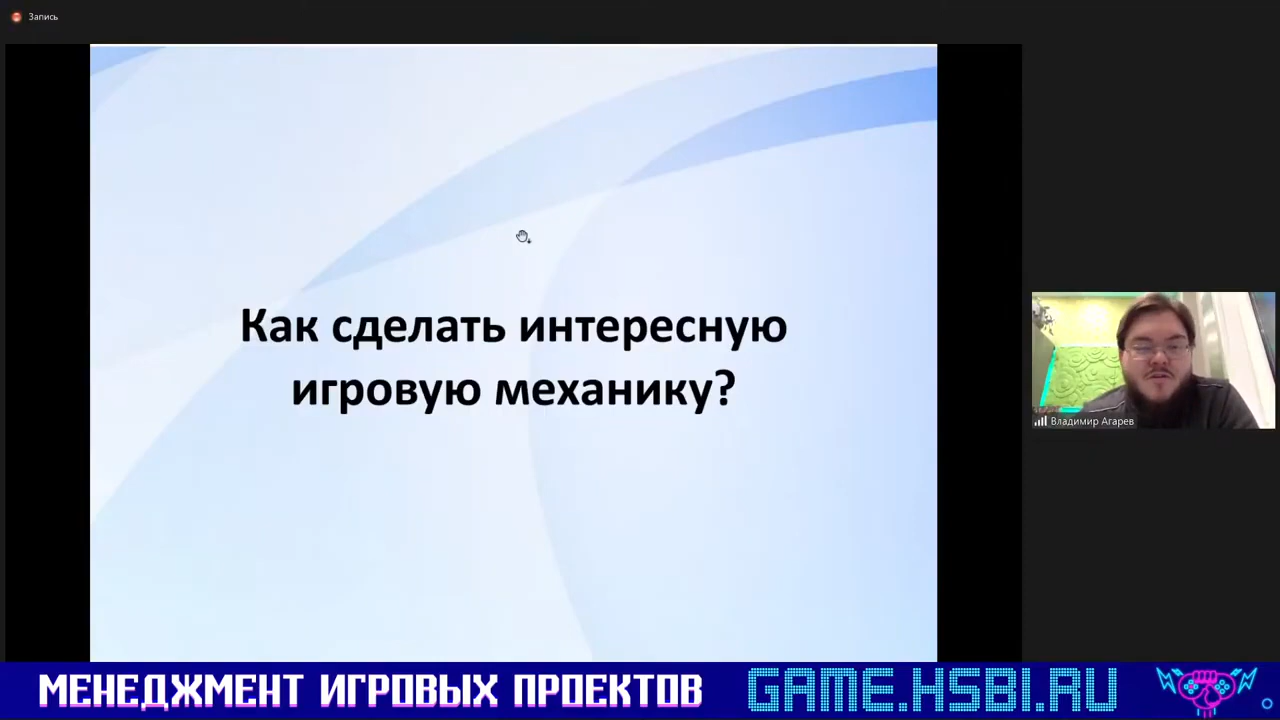 Запись
Как сделать интересную
игровую механику?
Владимир Агарев
МЕНЕДЖМЕНТ ИГРОВЫХ ПРОЕКТОВ
GAME.HSBI.RU